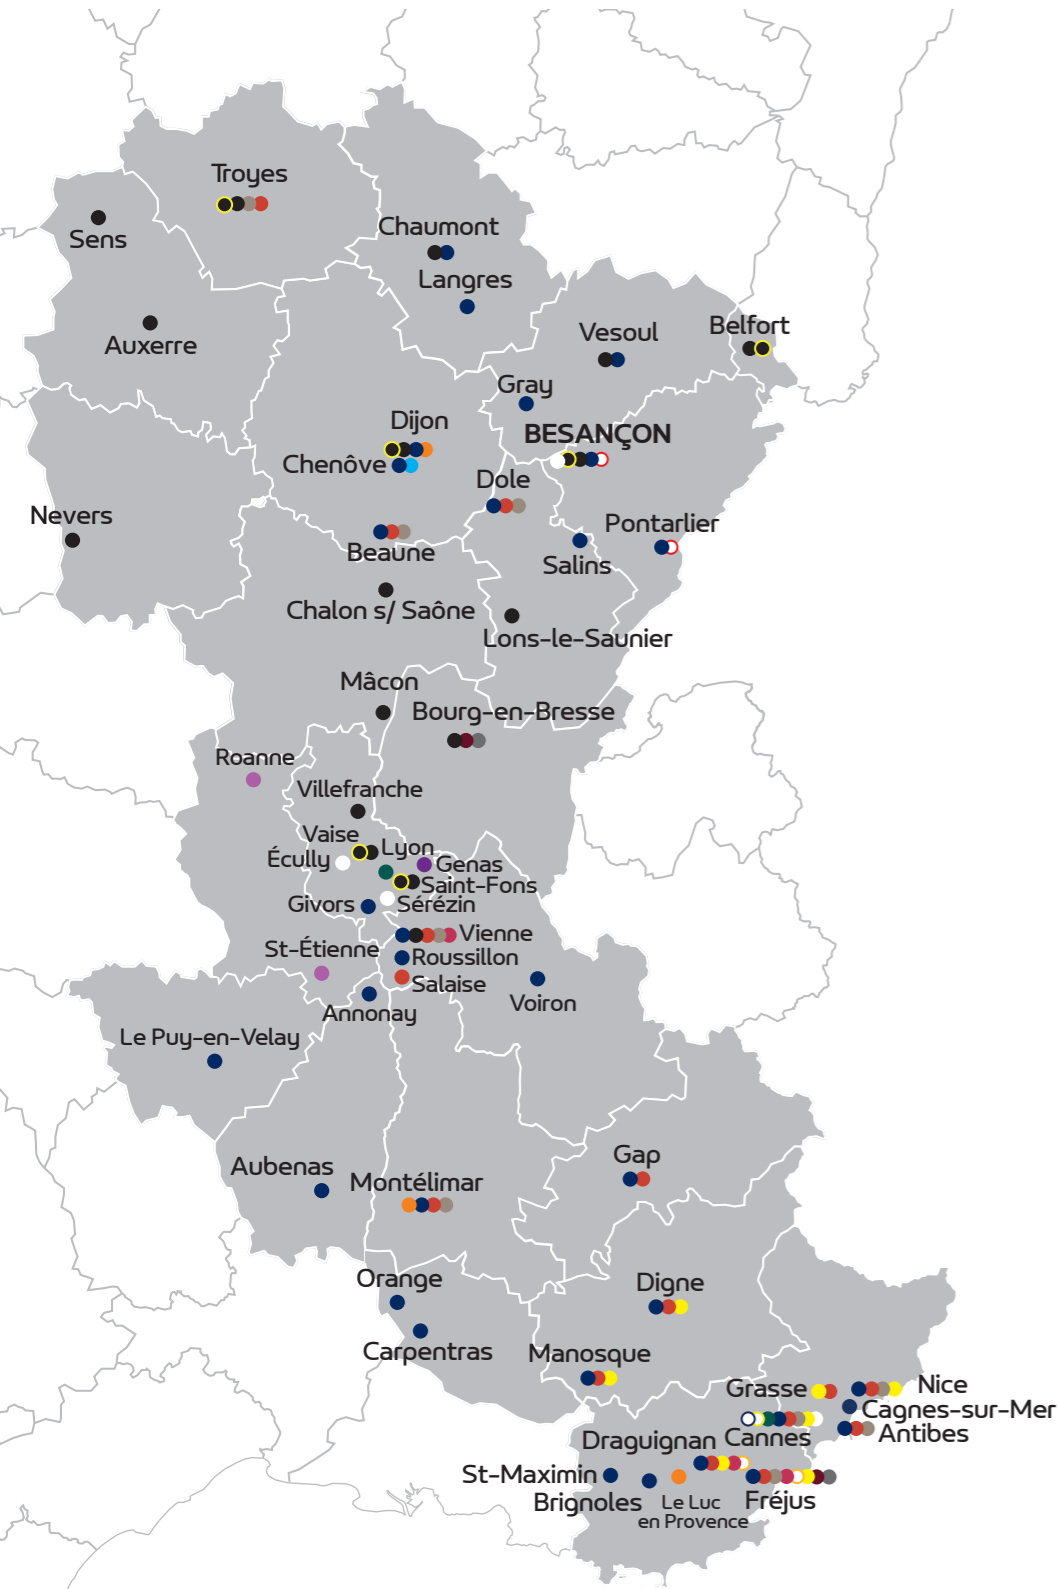 Troyes
Sens
Chaumont
Langres
Auxerre
Vesoul
Belfort
Gray
Dijon
BESANÇON
Chenôve
Dole
Nevers
Pontarlier
Beaune
Salins
Chalon s/ Saône
Lons-le-Saunier
Mâcon
Bourg-en-Bresse
Roanne
Villefranche
Vaise
Lyon
Écully
Genas
Saint-Fons
Givors
Sérézin
Vienne
St-Étienne
Roussillon
Salaise
Voiron
Annonay
Le Puy-en-Velay
Gap
Aubenas
Montélimar
Orange
Digne
Carpentras
Manosque
Grasse
Nice
Cagnes-sur-Mer
Draguignan
Cannes
Antibes
St-Maximin
Brignoles
Le Luc
en Provence
Fréjus